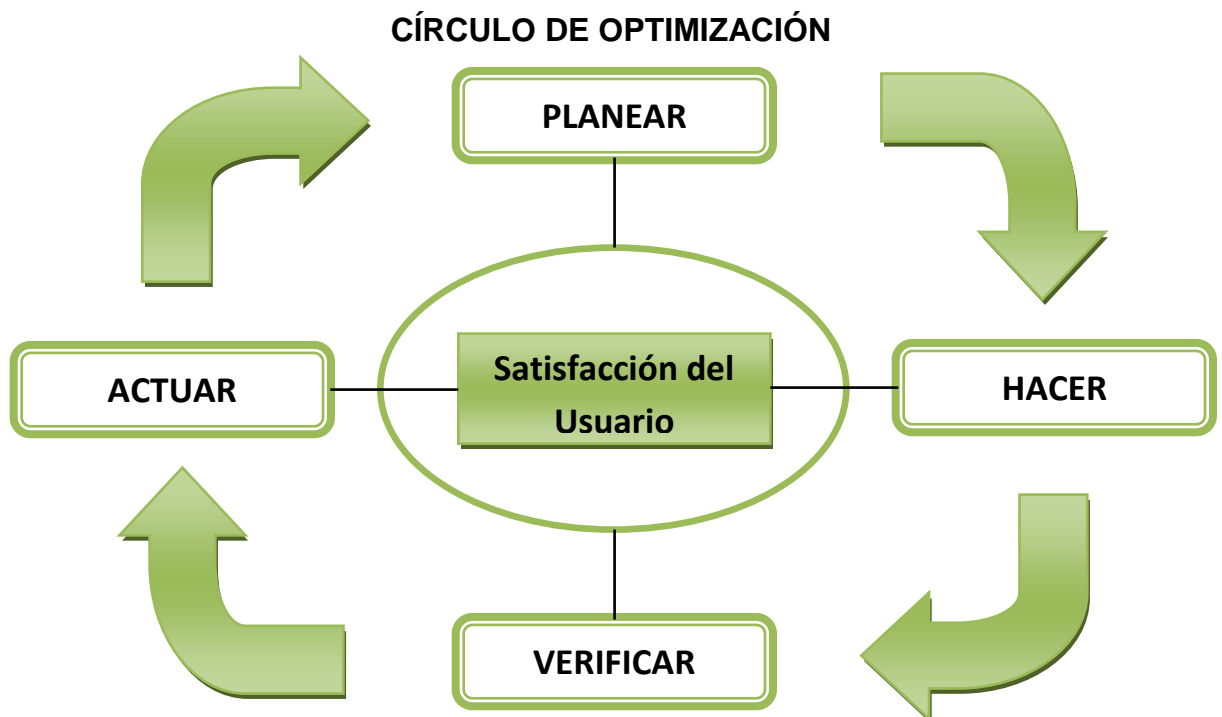 CÍRCULO DE OPTIMIZACIÓN
PLANEAR
ACTUAR
Satisfacción del
Usuario
HACER
VERIFICAR